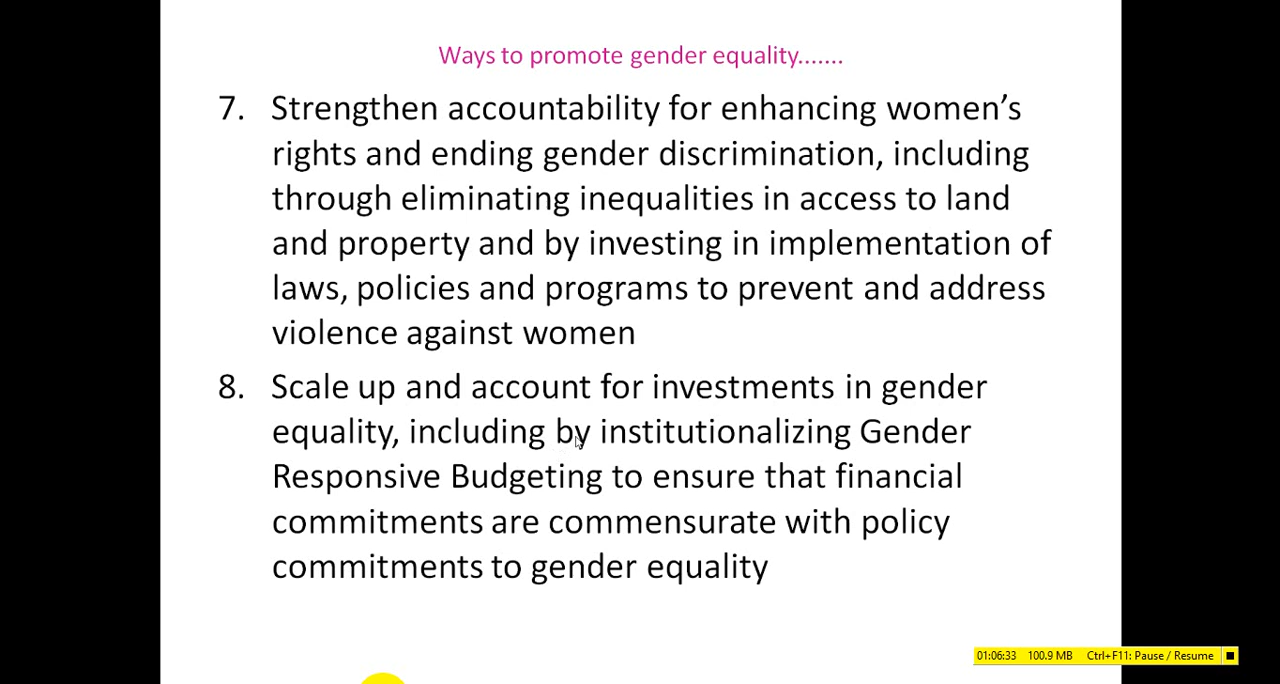 Ways to promote gender equality.......
7. Strengthen accountability for enhancing women’s
rights and ending gender discrimination, including
through eliminating inequalities in access to land
and property and by investing in implementation of
laws, policies and programs to prevent and address
violence against women
8. Scale up and account for investments in gender
equality, including by institutionalizing Gender
Responsive Budgeting to ensure that financial
commitments are commensurate with policy
commitments to gender equality
01:06:33 100.9 MB Ctrl+F11: Pause / Resume